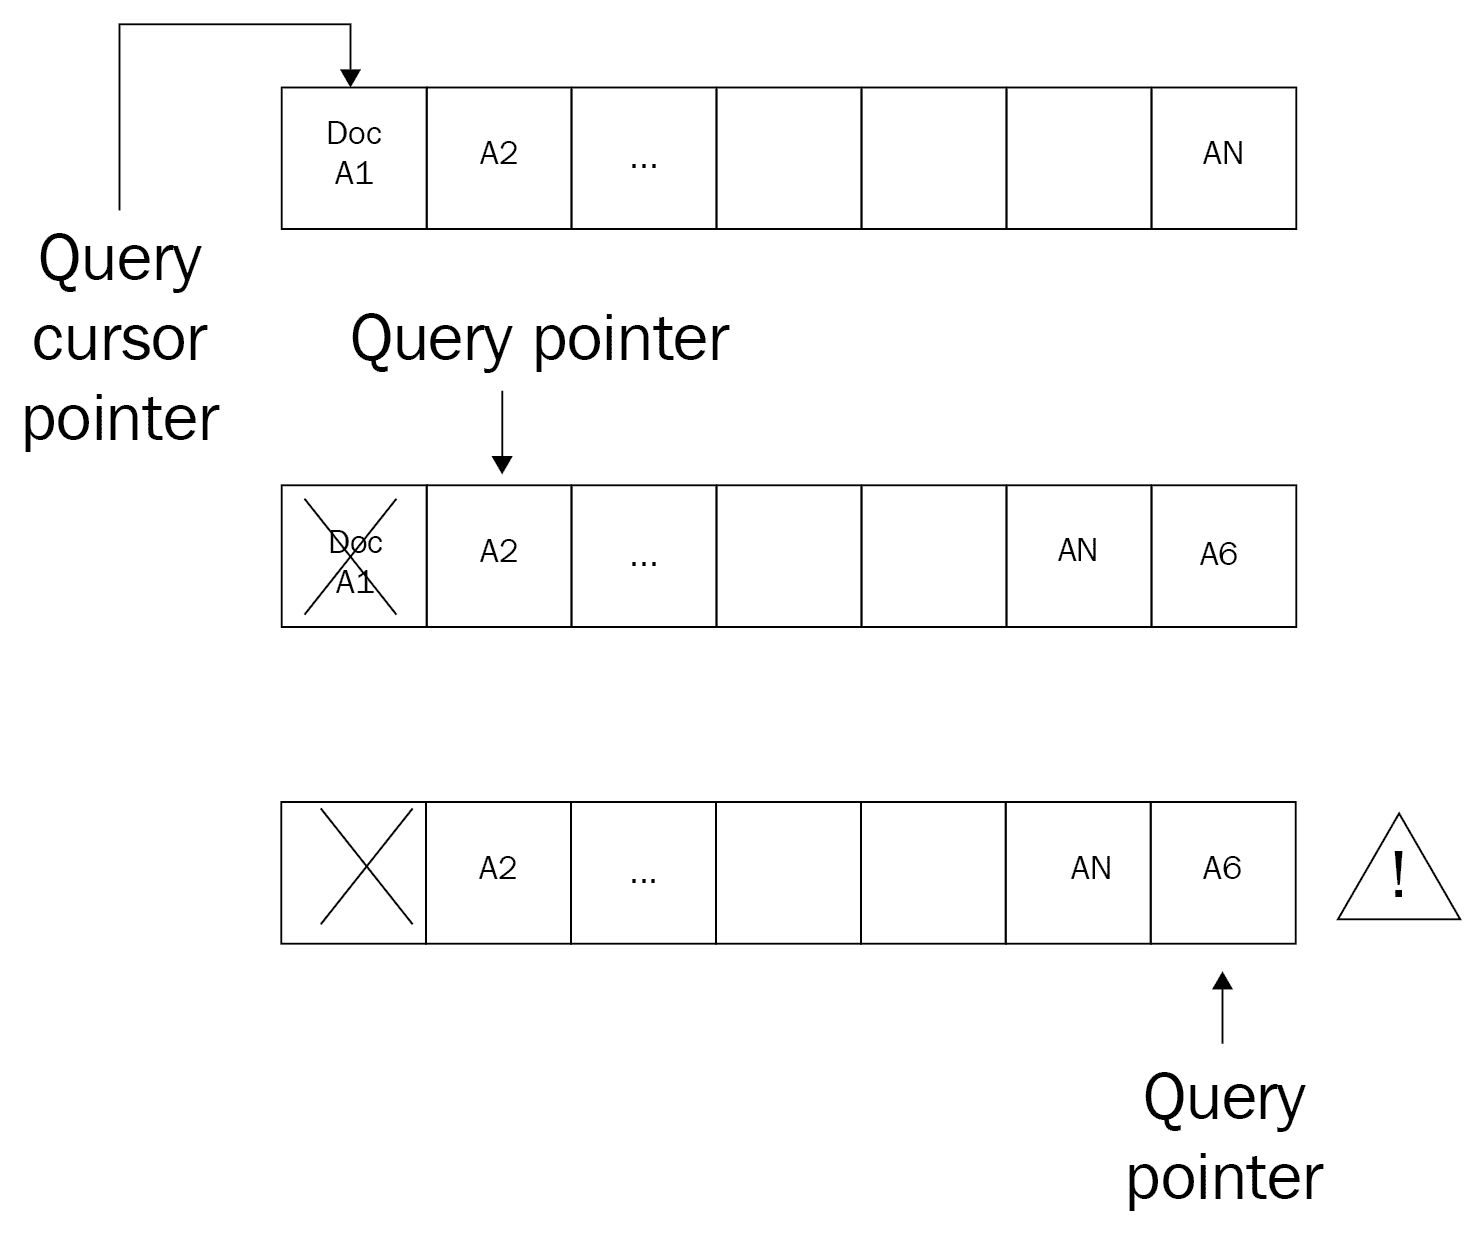 Doc
A1
A2
...
AN
Query
cursor
pointer
Query pointer
Doc
A1
A2
...
AN
A6
A2
...
AN
A6
!
Query
pointer